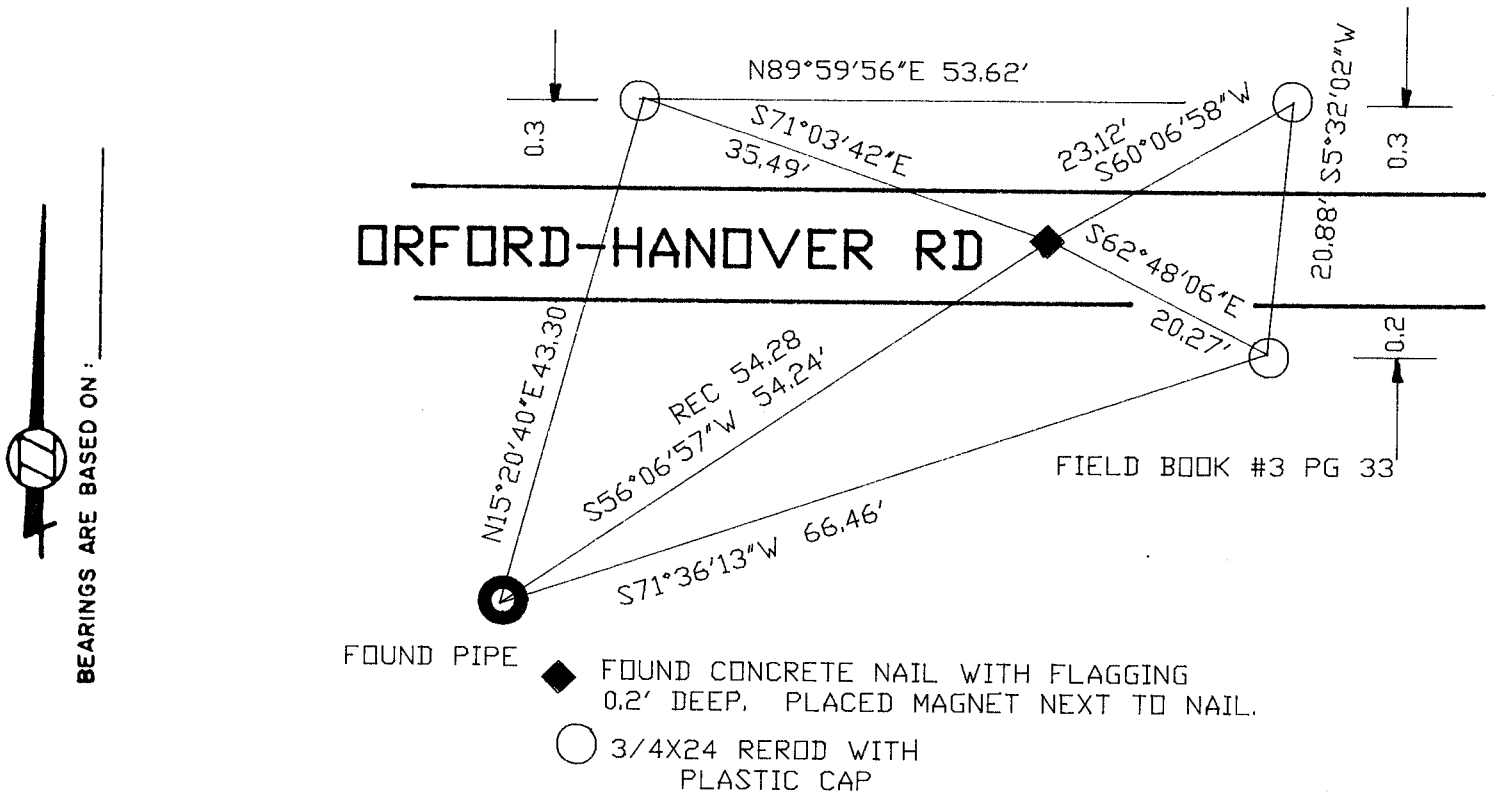 N89°59'56"E 53.62'
0.3
S71°03'42"E
35.49'
23.12'
S60°06'58"W
20.88' S5°32'02"W
0.3
ORFORD-HANOVER RD
S62°48'06"E
20.27'
0.2
N15°20'40"E 43.30
REC 54.28
S56°06'57"W 54.24'
S71°36'13"W 66.46'
FIELD BOOK #3 PG 33
BEARINGS ARE BASED ON:
FOUND PIPE
FOUND CONCRETE NAIL WITH FLAGGING
0.2' DEEP. PLACED MAGNET NEXT TO NAIL.
3/4X24 REROD WITH
PLASTIC CAP